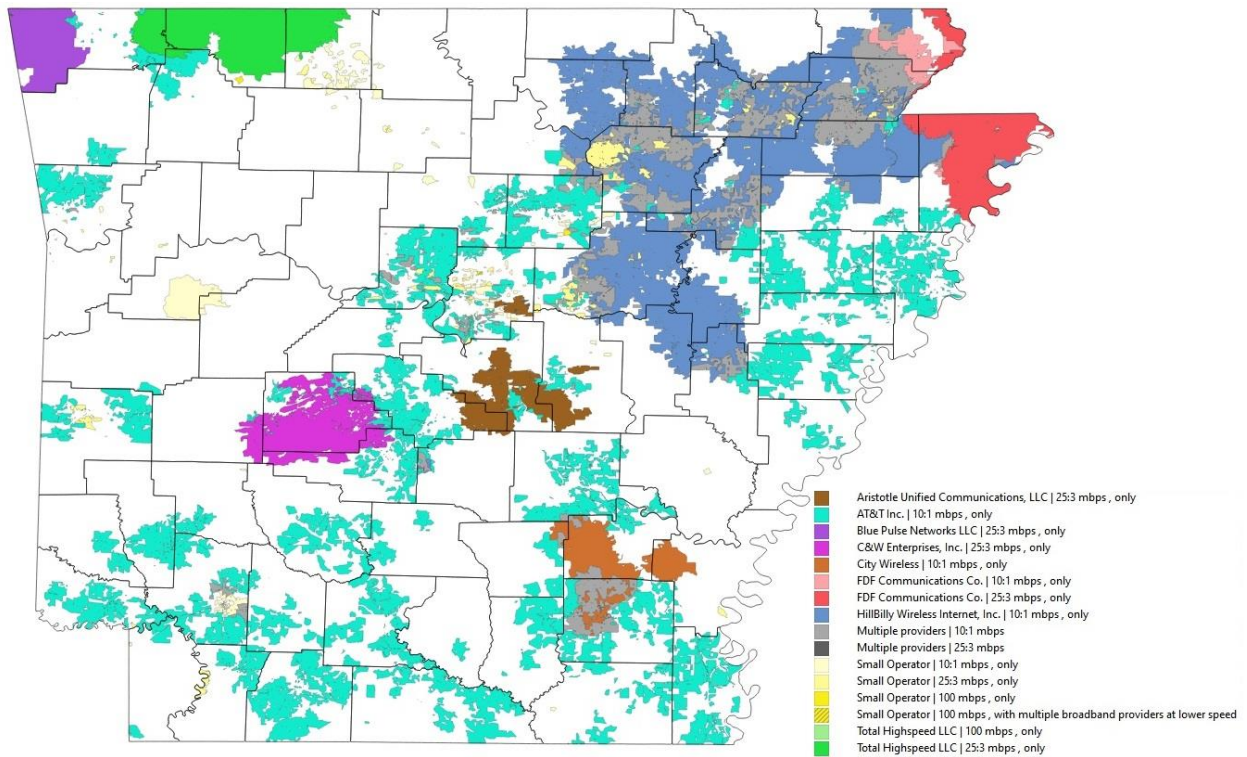 Aristotle Unified Communications, LLC | 25:3 mbps , only
AT&T Inc. | 10:1 mbps , only
Blue Pulse Networks LLC | 25:3 mbps , only
C&W Enterprises, Inc. | 25:3 mbps , only
City Wireless | 10:1 mbps , only
FDF Communications Co. | 10:1 mbps , only
FDF Communications Co. | 25:3 mbps , only
HillBilly Wireless Internet, Inc. | 10:1 mbps , only
Multiple providers | 10:1 mbps
Multiple providers | 25:3 mbps
Small Operator | 10:1 mbps , only
Small Operator | 25:3 mbps , only
Small Operator | 100 mbps , only
Small Operator | 100 mbps , with multiple broadband providers at lower speed
Total Highspeed LLC | 100 mbps , only
Total Highspeed LLC | 25:3 mbps , only